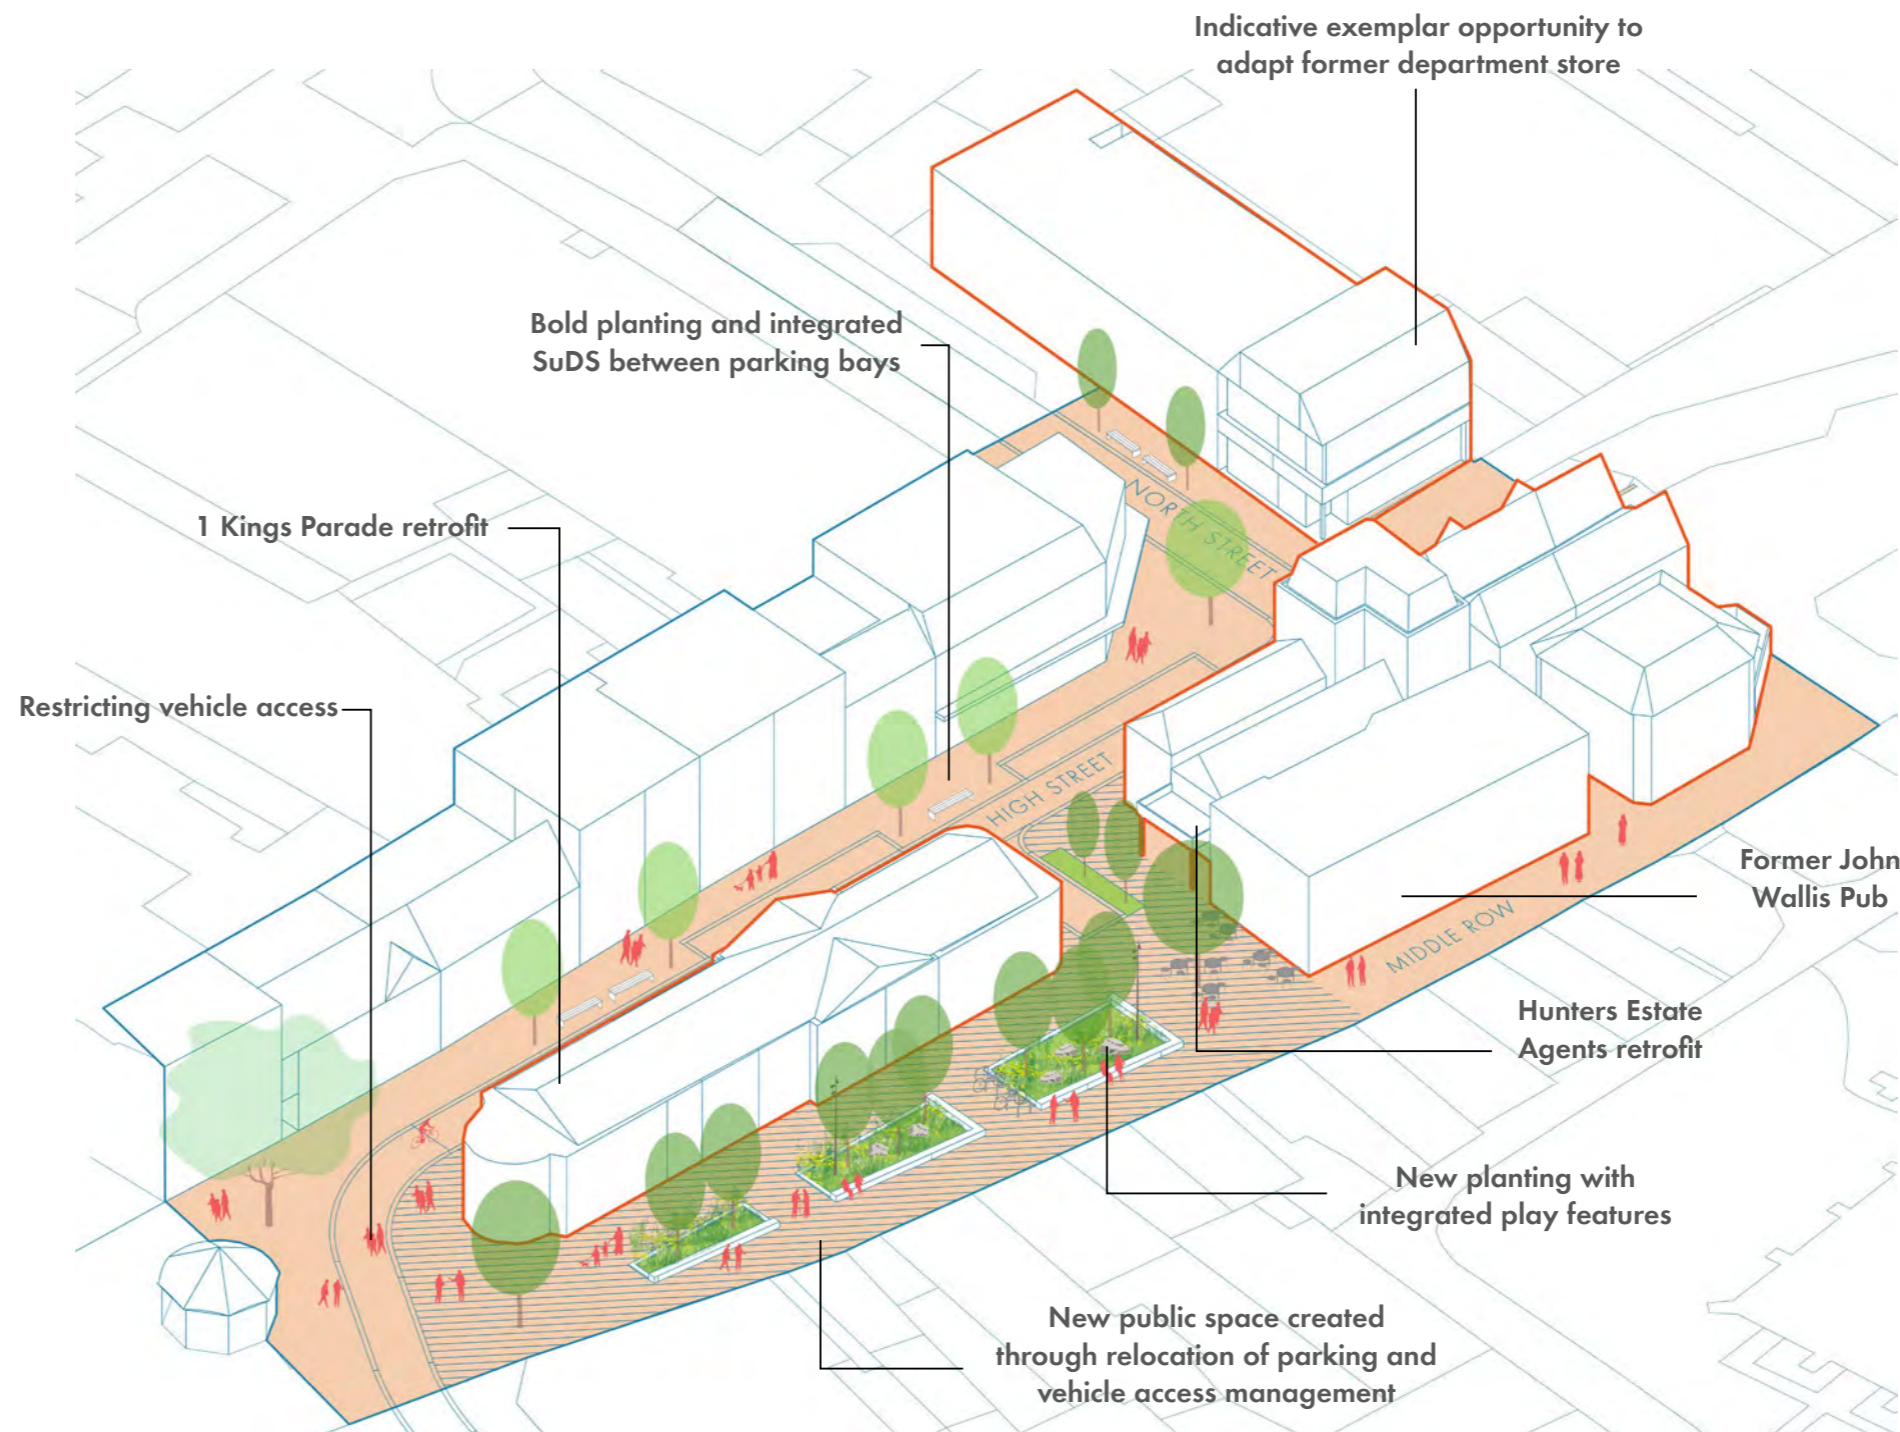 Indicative exemplar opportunity to
adapt former department store
Bold planting and integrated
SuDS between parking bays
NORTH STREET
1 Kings Parade retrofit
Restricting vehicle access
HIGH STREET
Former John
Wallis Pub
MIDDLE ROW
Hunters Estate
Agents retrofit
New planting with
integrated play features
New public space created
through relocation of parking and
vehicle access management